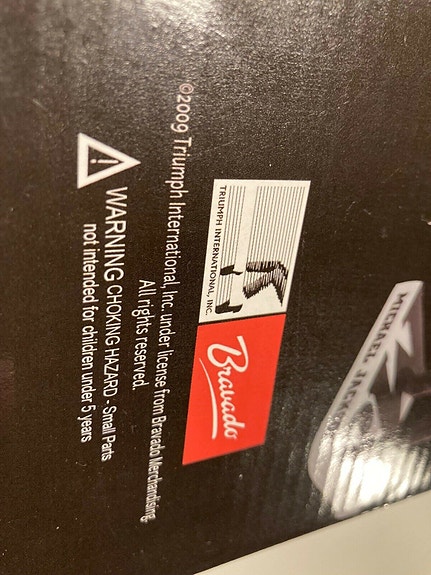 MICHAEL
TRIUMPH INTERNATIONAL, INC.
Bravado
©2009 Triumph International, Inc. under license from Bravado Merchandising.
All rights reserved.
WARNING CHOKING HAZARD - Small Parts
not intended for children under 5 years